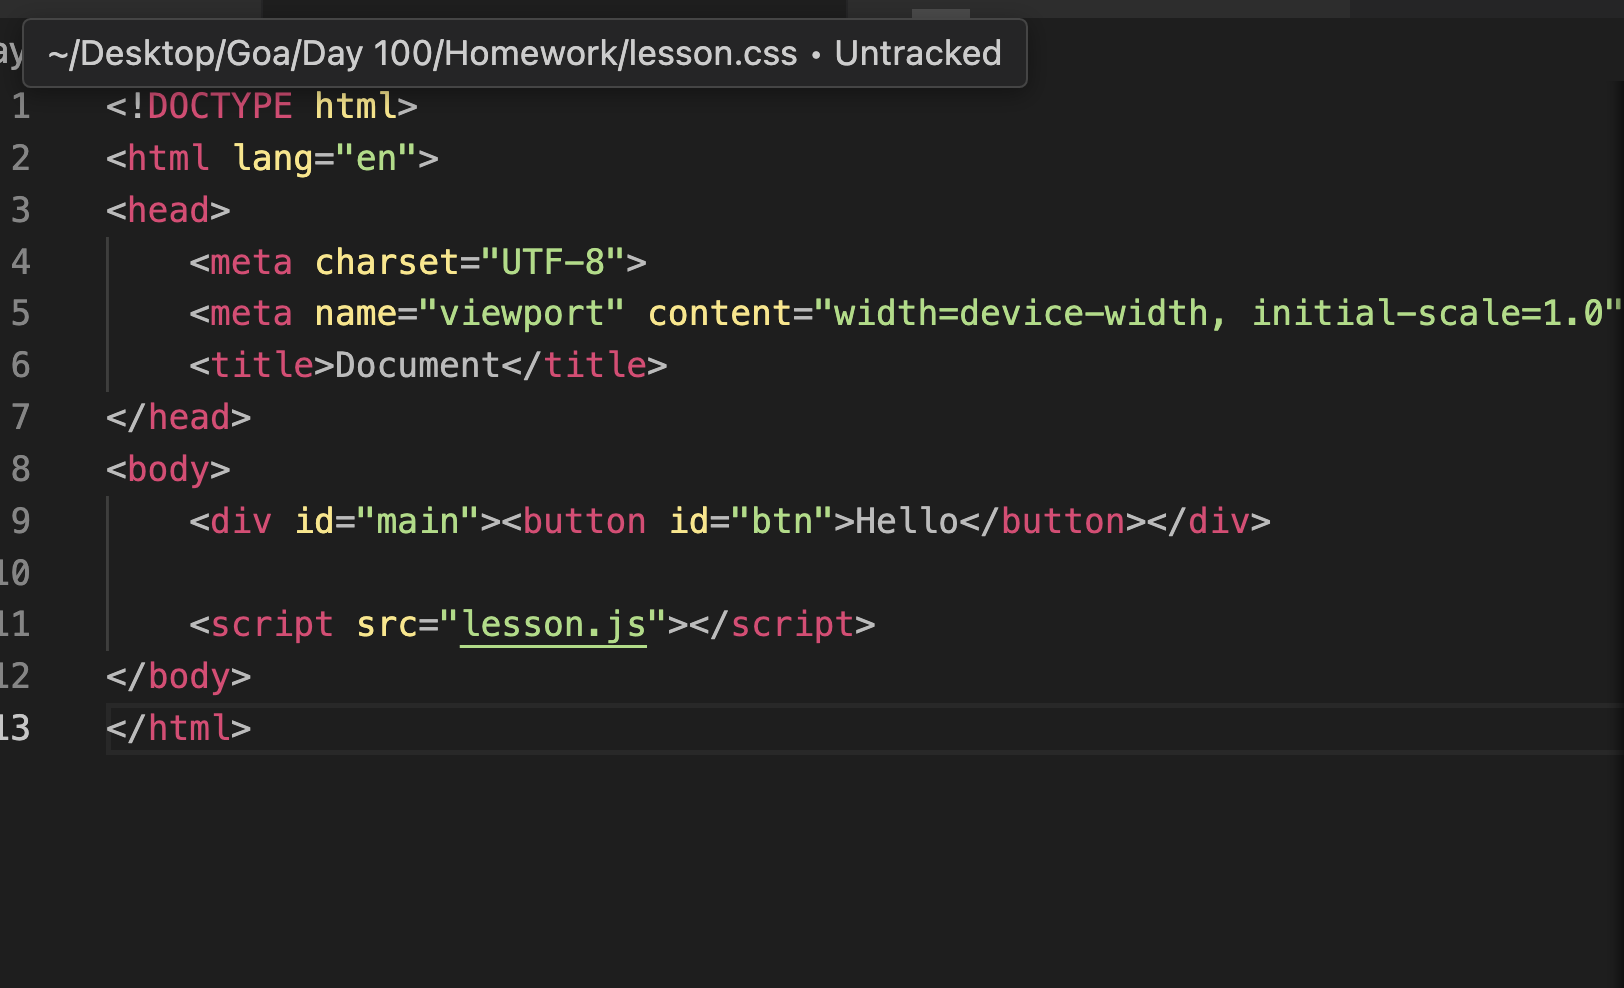 ~/Desktop/Goa/Day 100/Homework/lesson.css • Untracked
1 <!DOCTYPE html>
2 <html lang="en">
3 <head>
4     <meta charset="UTF-8">
5     <meta name="viewport" content="width=device-width, initial-scale=1.0"
6     <title>Document</title>
7 </head>
8 <body>
9     <div id="main"><button id="btn">Hello</button></div>
10
11     <script src="lesson.js"></script>
12 </body>
13 </html>